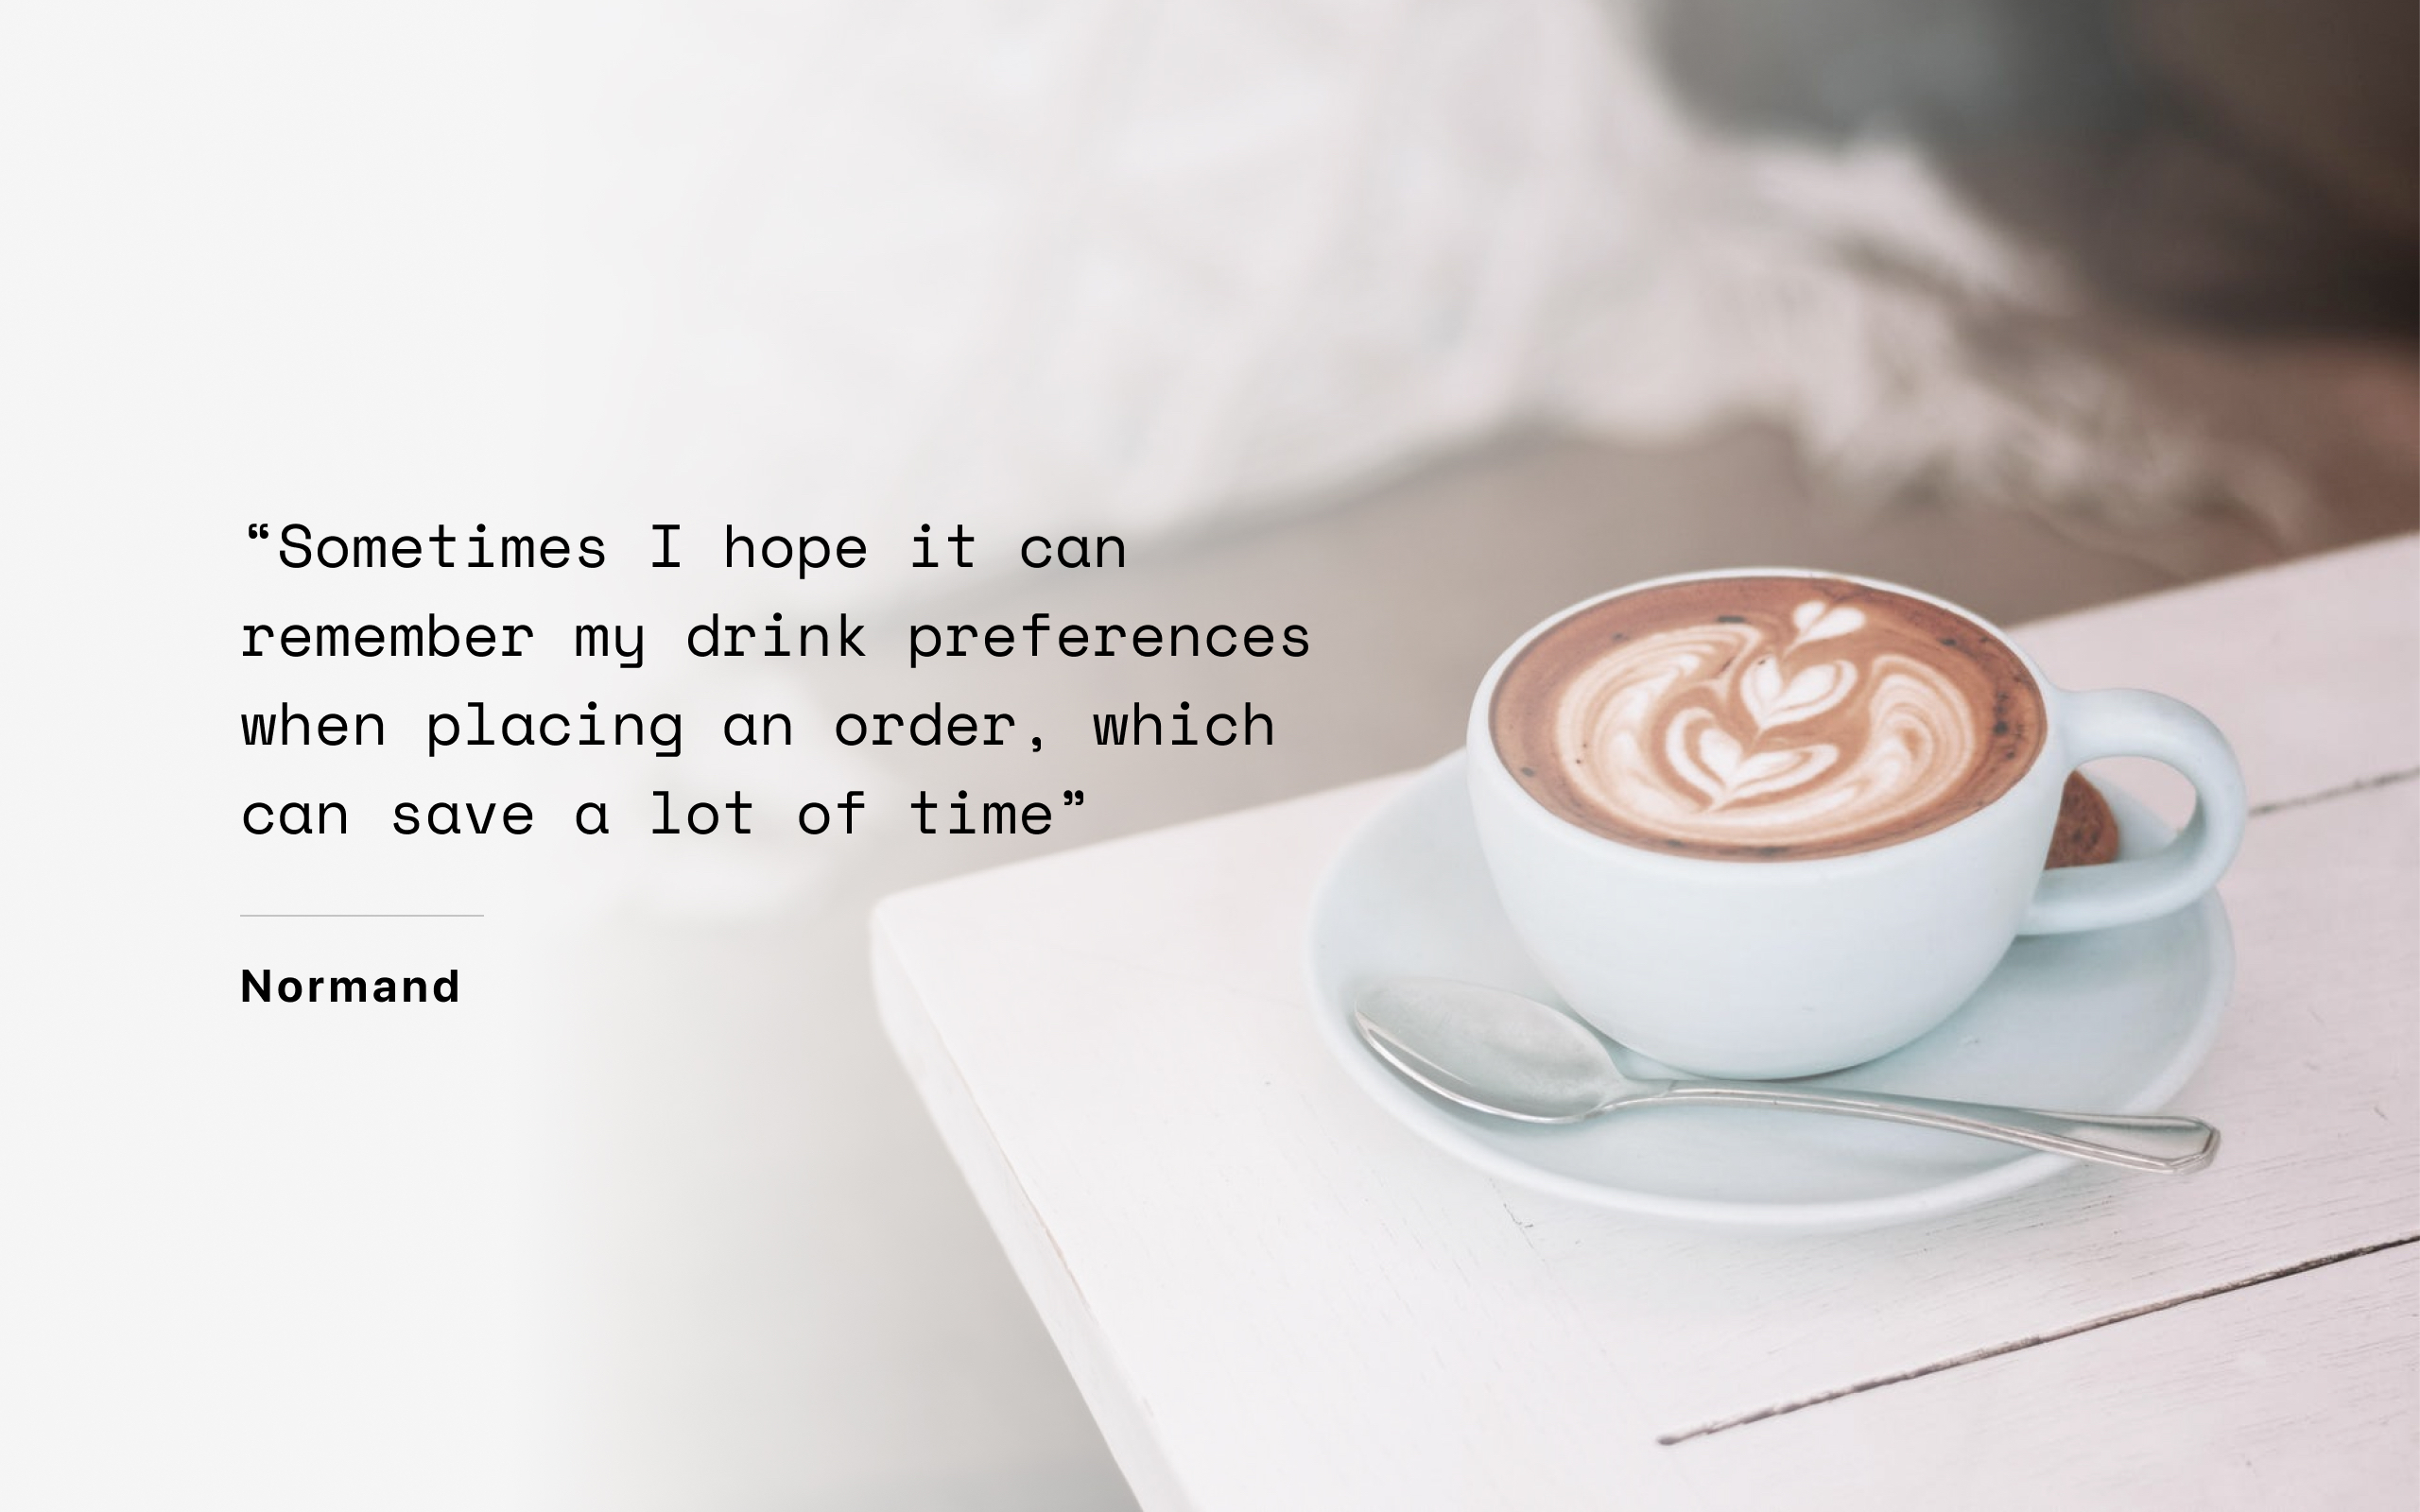 “Sometimes I hope it can
remember my drink preferences
when placing an order, which
can save a lot of time”
Normand